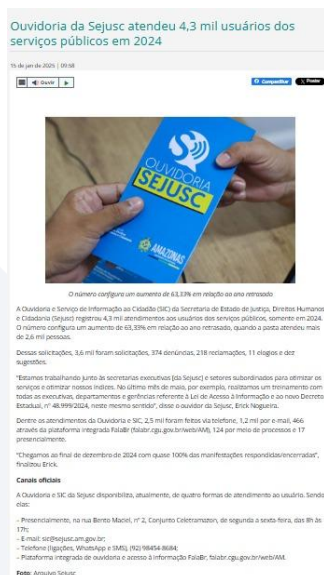 Ouvidoria da Sejusc atendeu 4,3 mil usuários dos
serviços públicos em 2024
15 de jan de 2025 | 09:58
Ouvir
Compartilhar
Postar
OUVIDORIA
SEJUSC
AMAZONAS
O número configura um aumento de 63,33% em relação ao ano retrasado
A Ouvidoria e Serviço de Informação ao Cidadão (SIC) da Secretaria de Estado de Justiça, Direitos Humanos
e Cidadania (Sejusc) registrou 4,3 mil atendimentos aos usuários dos serviços públicos, somente em 2024.
O número configura um aumento de 63,33% em relação ao ano retrasado, quando a pasta atendeu mais
de 2,6 mil pessoas.
Dessas solicitações, 3,6 mil foram solicitações, 374 denúncias, 218 reclamações, 11 elogios e dez
sugestões.
"Estamos trabalhando junto às secretarias executivas [da Sejusc] e setores subordinados para otimizar os
serviços e otimizar nossos índices. No último mês de maio, por exemplo, realizamos um treinamento com
todas as executivas, departamentos e gerências referente à Lei de Acesso à Informação e ao novo Decreto
Estadual, nº 48.999/2024, neste mesmo sentido", disse o ouvidor da Sejusc, Erick Nogueira.
Dentre os atendimentos da Ouvidoria e SIC, 2,5 mil foram feitos via telefone, 1,2 mil por e-mail, 466
através da plataforma integrada FalaBr (falabr.cgu.gov.br/web/AM), 124 por meio de processos e 17
presencialmente.
"Chegamos ao final de dezembro de 2024 com quase 100% das manifestações respondidas/encerradas",
finalizou Erick.
Canais oficiais
A Ouvidoria e SIC da Sejusc disponibiliza, atualmente, de quatro formas de atendimento ao usuário. Sendo
elas:
– Presencialmente, na rua Bento Maciel, nº 2, Conjunto Celetramazon, de segunda a sexta-feira, das 8h às
17h;
– E-mail: sic@sejusc.am.gov.br;
– Telefone (ligações, WhatsApp e SMS), (92) 98454-8684;
– Plataforma integrada de ouvidoria e acesso à informação FalaBr, falabr.cgu.gov.br/web/AM.
Foto: Arquivo Sejusc